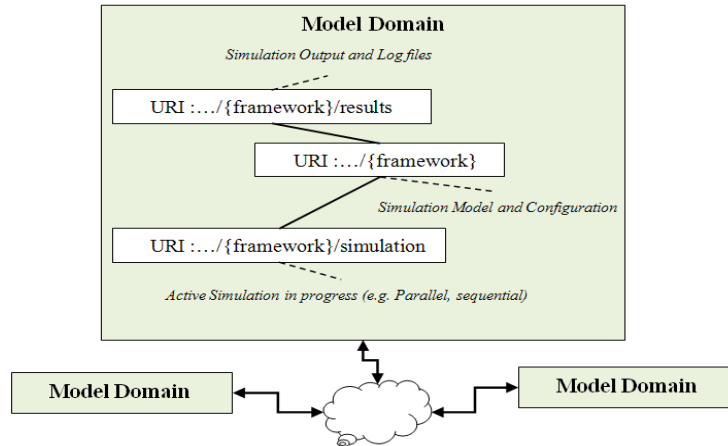 Model Domain
Simulation Output and Log files
URI :…/{framework}/results
URI :…/{framework}
Simulation Model and Configuration
URI :…/{framework}/simulation
Active Simulation in progress (e.g. Parallel, sequential)
Model Domain
Model Domain